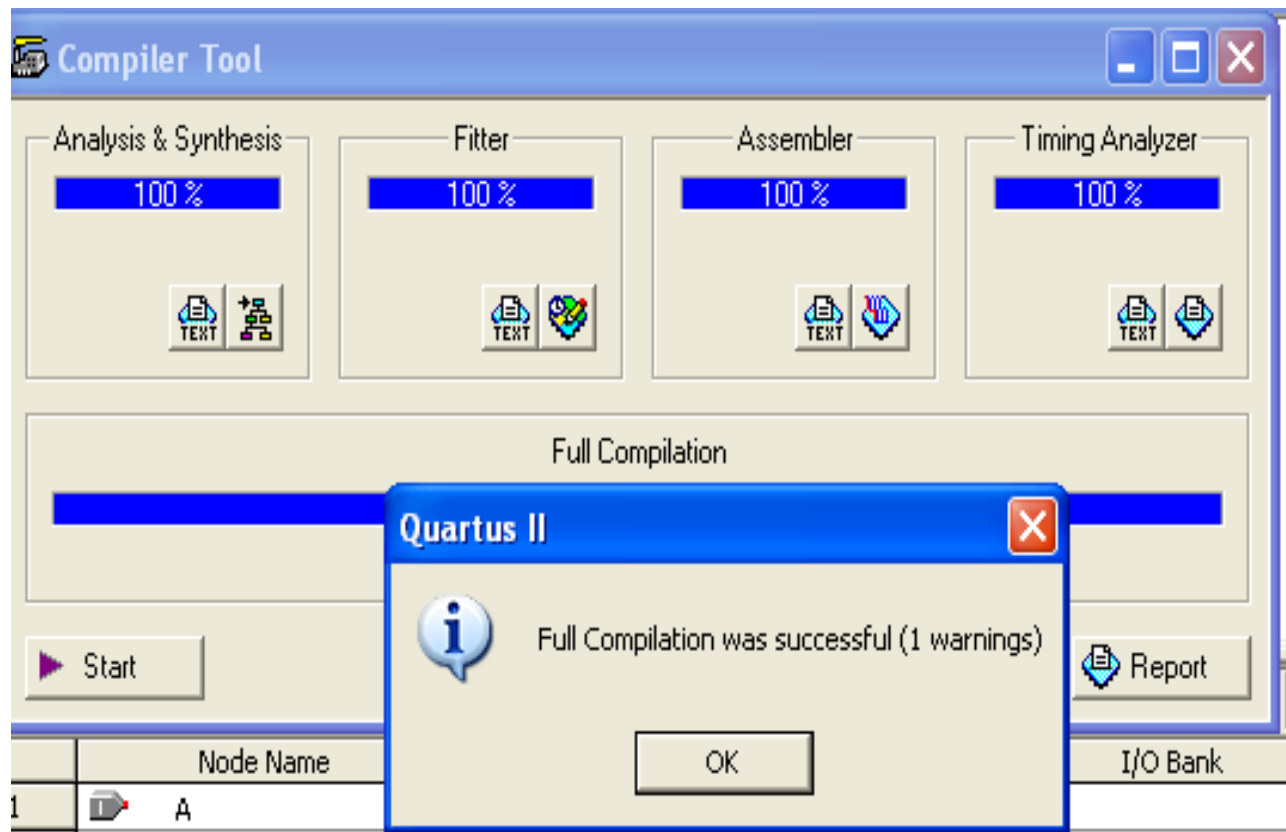 Compiler Tool
Analysis & Synthesis
Fitter
Assembler
Timing Analyzer
100 %
100 %
100 %
100 %
TEXT
TEXT
TEXT
TEXT
Full Compilation
Quartus II
Full Compilation was successful (1 warnings)
Start
Report
OK
Node Name
I/O Bank
1
A